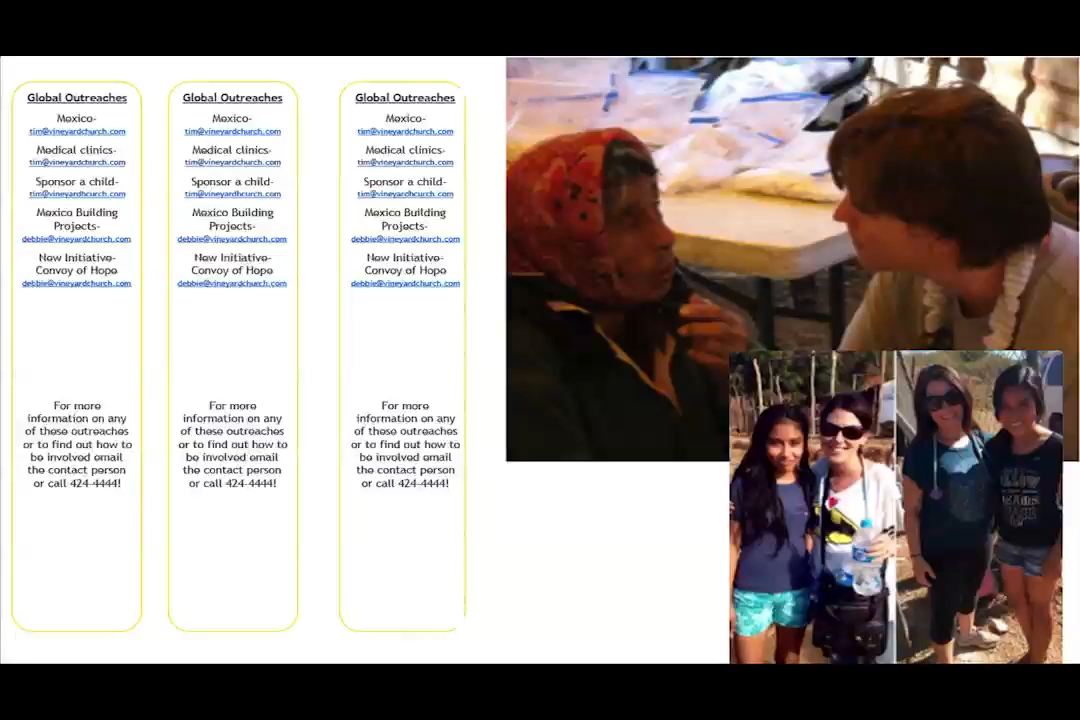 Global Outreaches
Mexico-
tim@vineyardchurch.com
Medical clinics-
tim@vineyardchurch.com
Sponsor a child-
tim@vineyardhcurch.com
Mexico Building
Projects-
debbie@vineyardchurch.com
New Initiative-
Convoy of Hope
debbie@vineyardchurch.com
For more
information on any
of these outreaches
or to find out how to
be involved email
the contact person
or call 424-4444!
Global Outreaches
Mexico-
tim@vineyardchurch.com
Medical clinics-
tim@vineyardchurch.com
Sponsor a child-
tim@vineyardhcurch.com
Mexico Building
Projects-
debbie@vineyardchurch.com
New Initiative-
Convoy of Hope
debbie@vineyardchurch.com
For more
information on any
of these outreaches
or to find out how to
be involved email
the contact person
or call 424-4444!
Global Outreaches
Mexico-
tim@vineyardchurch.com
Medical clinics-
tim@vineyardchurch.com
Sponsor a child-
tim@vineyardhcurch.com
Mexico Building
Projects-
debbie@vineyardchurch.com
New Initiative-
Convoy of Hope
debbie@vineyardchurch.com
For more
information on any
of these outreaches
or to find out how to
be involved email
the contact person
or call 424-4444!